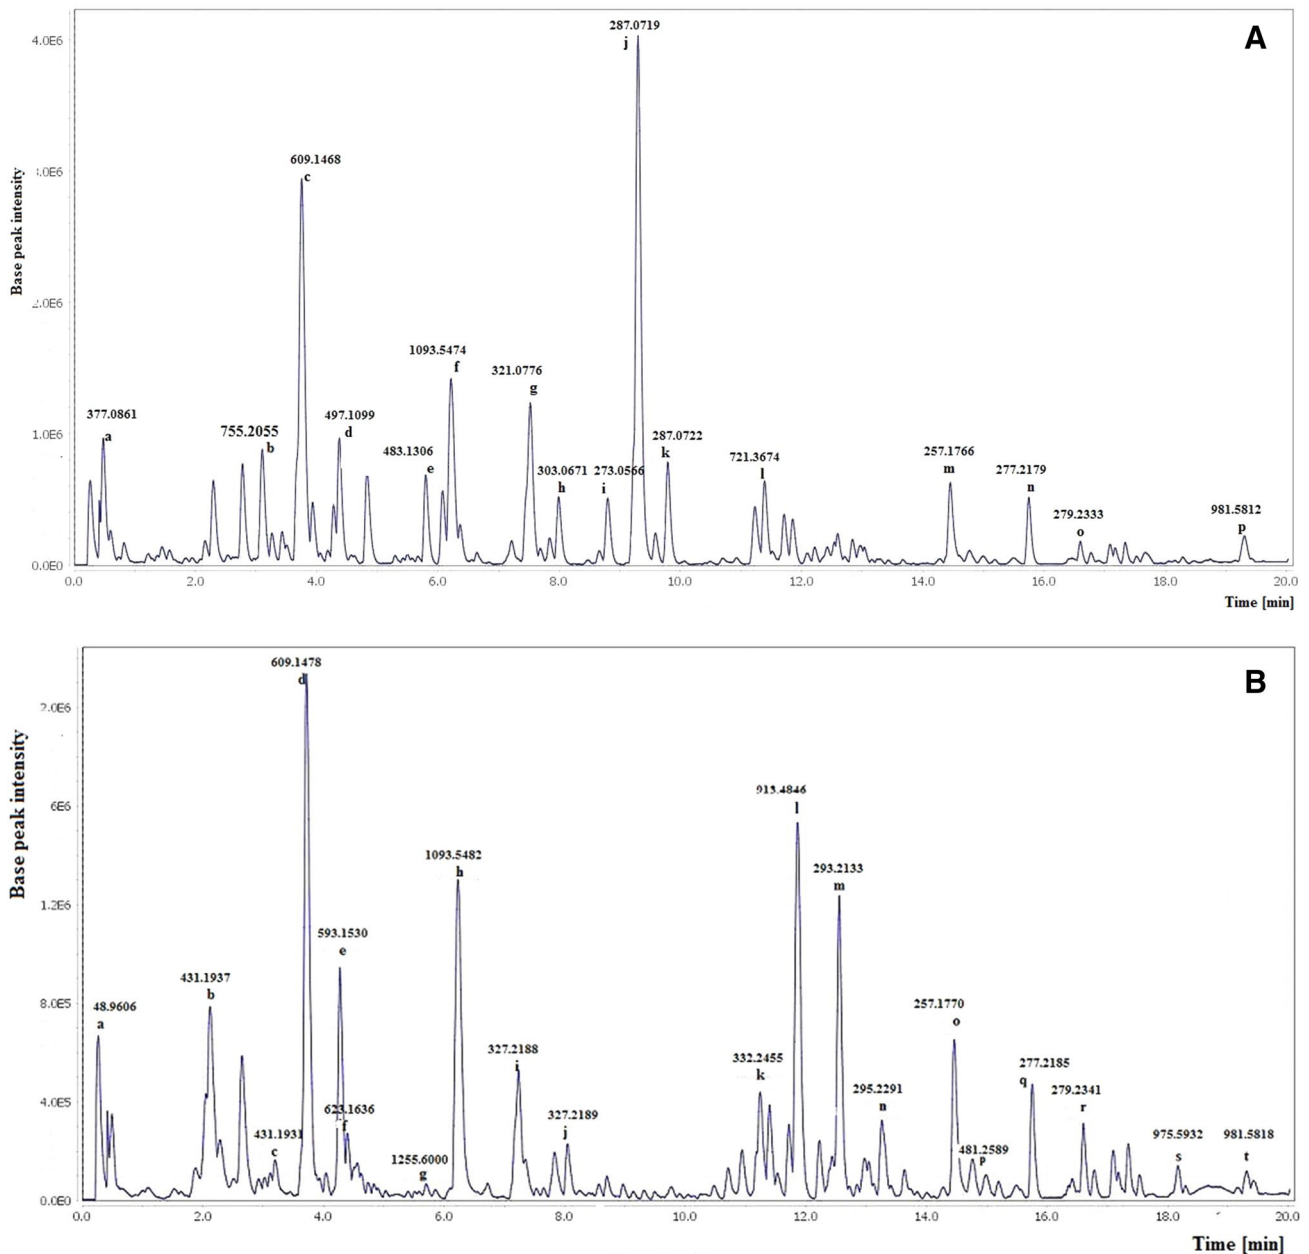 A
287.0719
j
4.0E6
609.1468
c
Base peak intensity
.0E6
1093.5474
f
321.0776
g
377.0861
a
755.2055
b
497.1099
d
483.1306
e
1.0E6
303.0671
h
273.0566
i
287.0722
k
721.3674
l
257.1766
m
277.2179
n
279.2333
o
981.5812
p
0.0E0
0.0 2.0 4.0 6.0 8.0 10.0 12.0 14.0 16.0 18.0 20.0
Time [min]
B
609.1478
d
Base peak intensity
2.0E6
6E6
1.2E6
8.0E5
4.0E5
0.0E0
48.9606
a
431.1937
b
431.1931
c
593.1530
e
623.1636
f
1255.6000
g
1093.5482
h
327.2188
i
327.2189
j
332.2455
k
913.4846
l
293.2133
m
295.2291
n
257.1770
o
481.2589
p
277.2185
q
279.2341
r
975.5932
s
981.5818
t
0.0 2.0 4.0 6.0 8.0 10.0 12.0 14.0 16.0 18.0 20.0
Time [min]